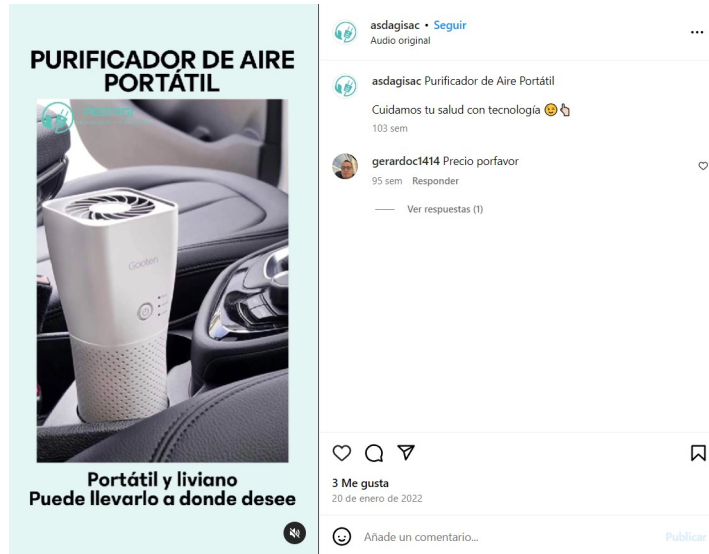 PURIFICADOR DE AIRE
PORTÁTIL
Gooten
Portátil y liviano
Puede llevarlo a donde desee
asdagisac • Seguir
Audio original
asdagisac Purificador de Aire Portátil
Cuidamos tu salud con tecnología 😉👆🏻
103 sem
gerardoc1414 Precio porfavor
95 sem Responder
Ver respuestas (1)
3 Me gusta
20 de enero de 2022
Añade un comentario...
Publicar